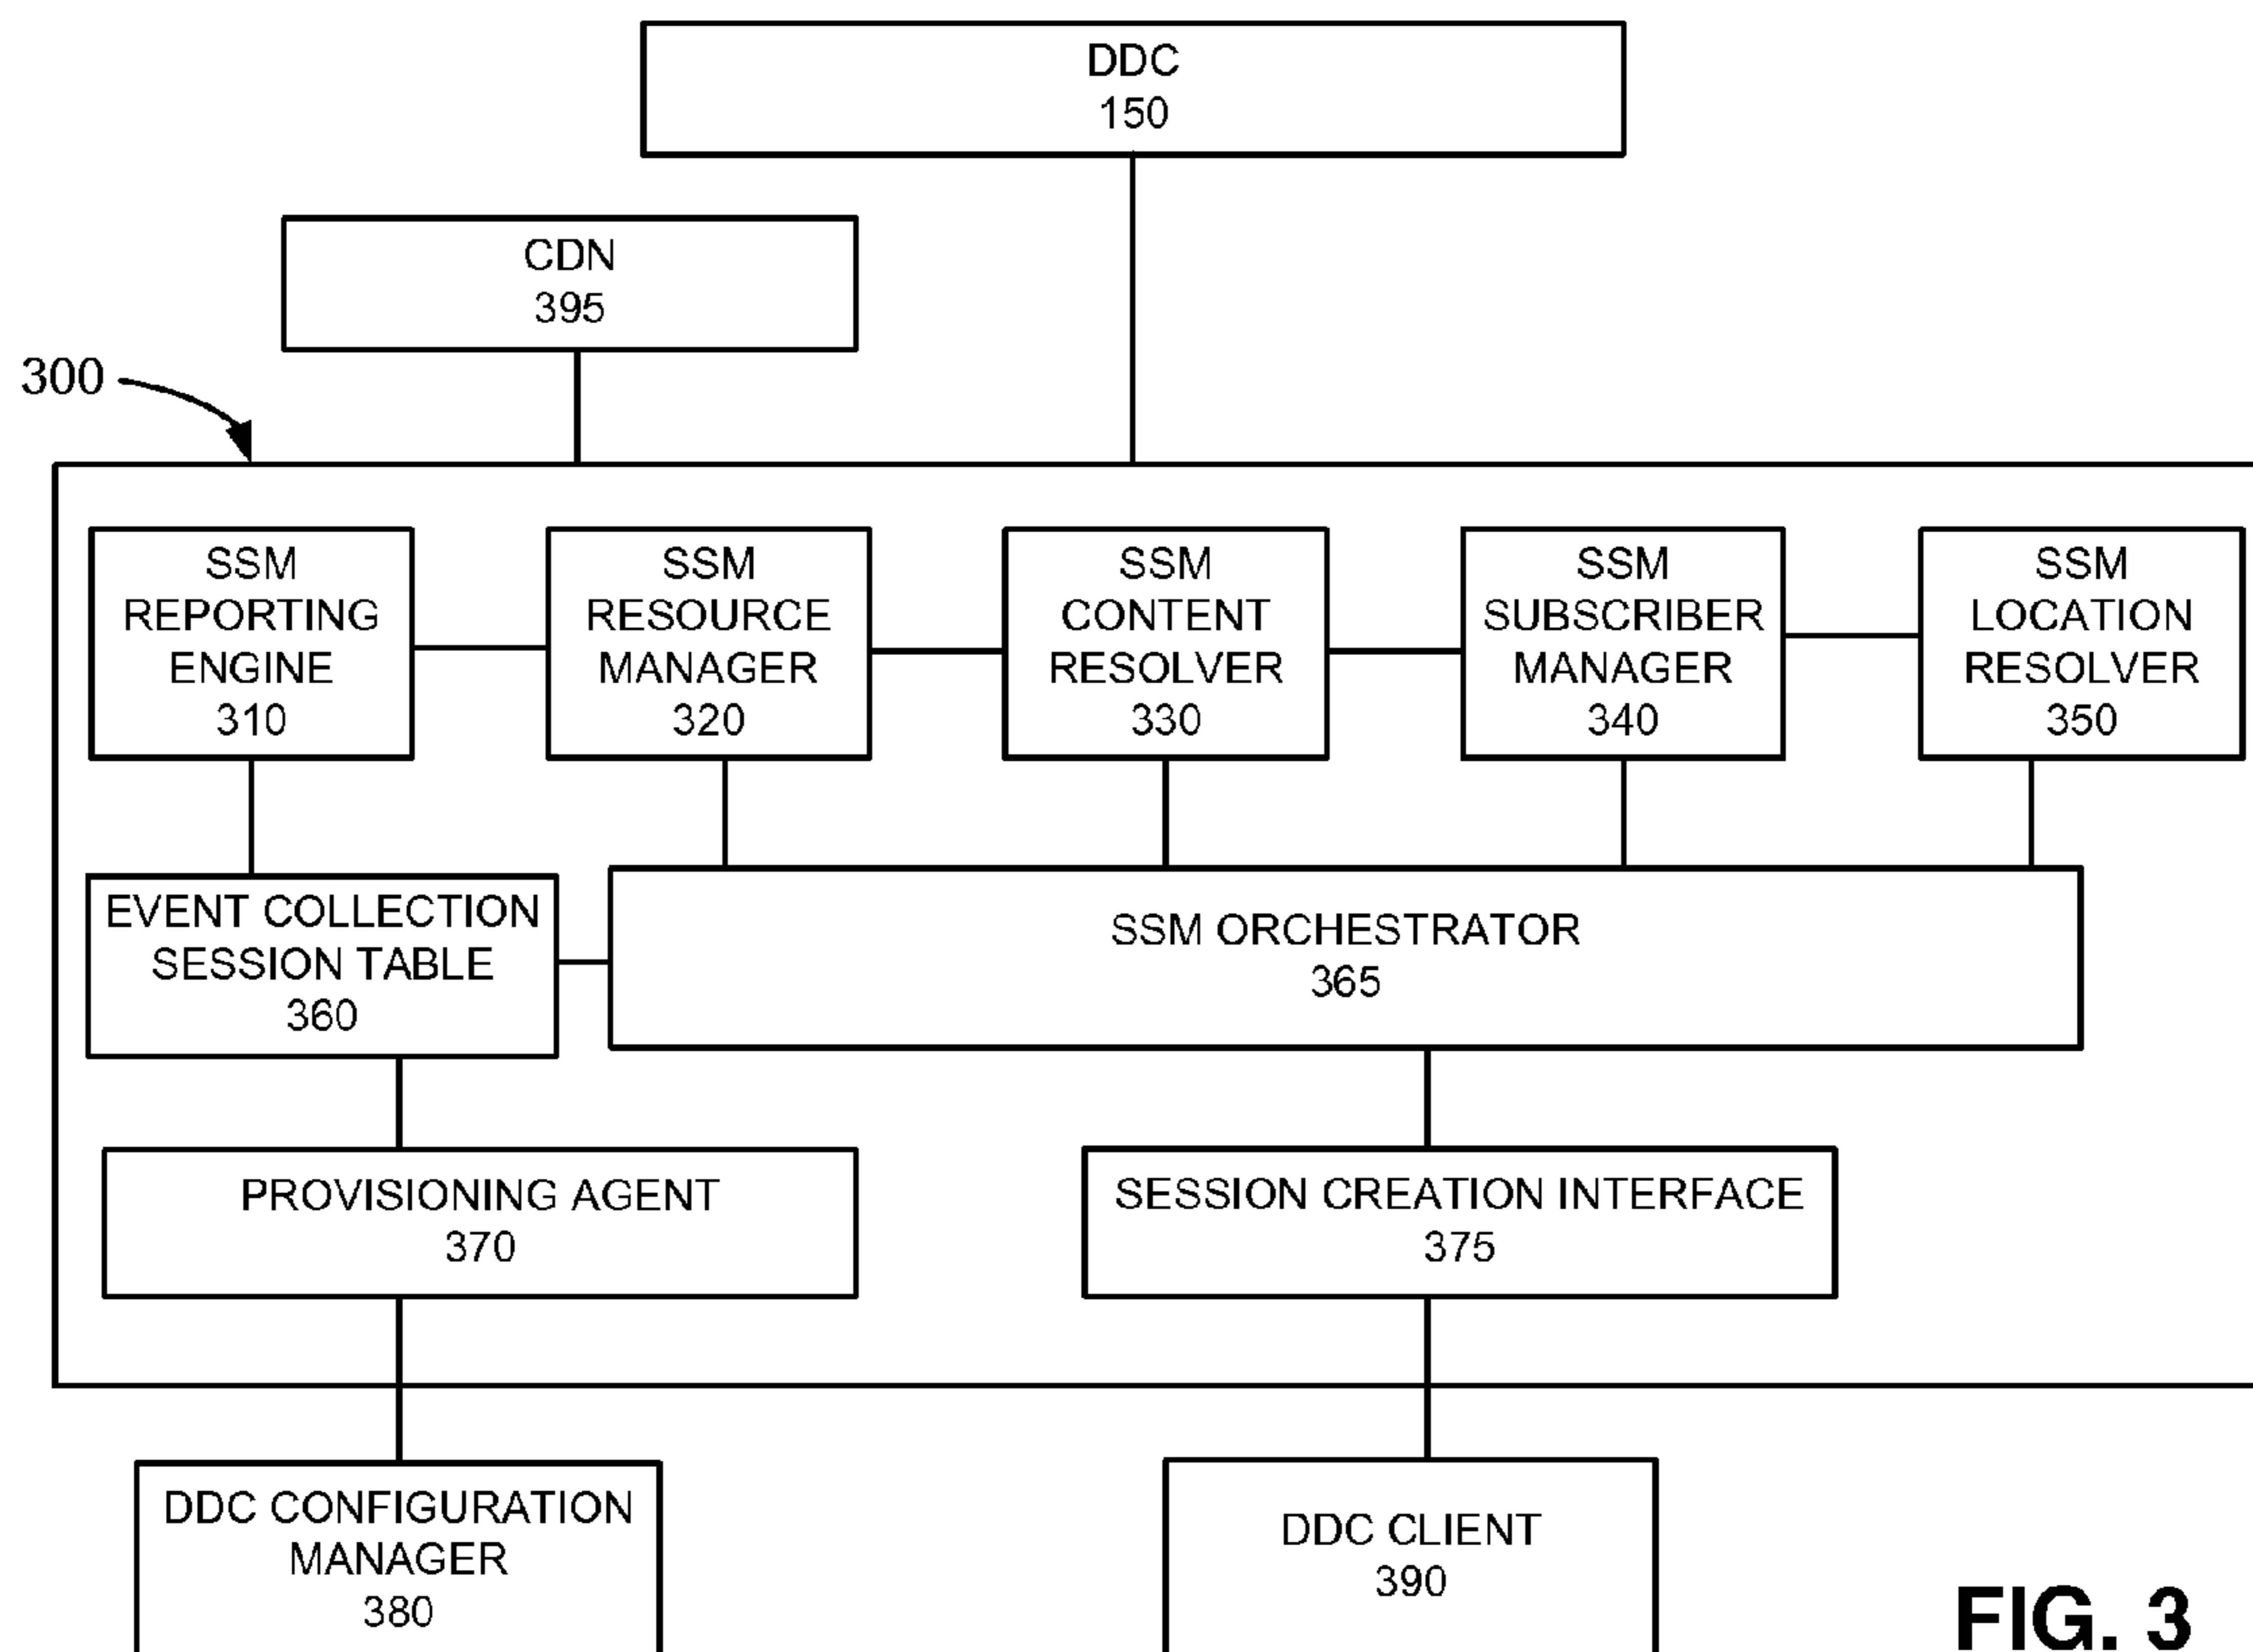 DDC
150
CDN
395
300
SSM
REPORTING
ENGINE
310
SSM
RESOURCE
MANAGER
320
SSM
CONTENT
RESOLVER
330
SSM
SUBSCRIBER
MANAGER
340
SSM
LOCATION
RESOLVER
350
EVENT COLLECTION
SESSION TABLE
360
SSM ORCHESTRATOR
365
PROVISIONING AGENT
370
SESSION CREATION INTERFACE
375
DDC CONFIGURATION
MANAGER
380
DDC CLIENT
390
FIG. 3